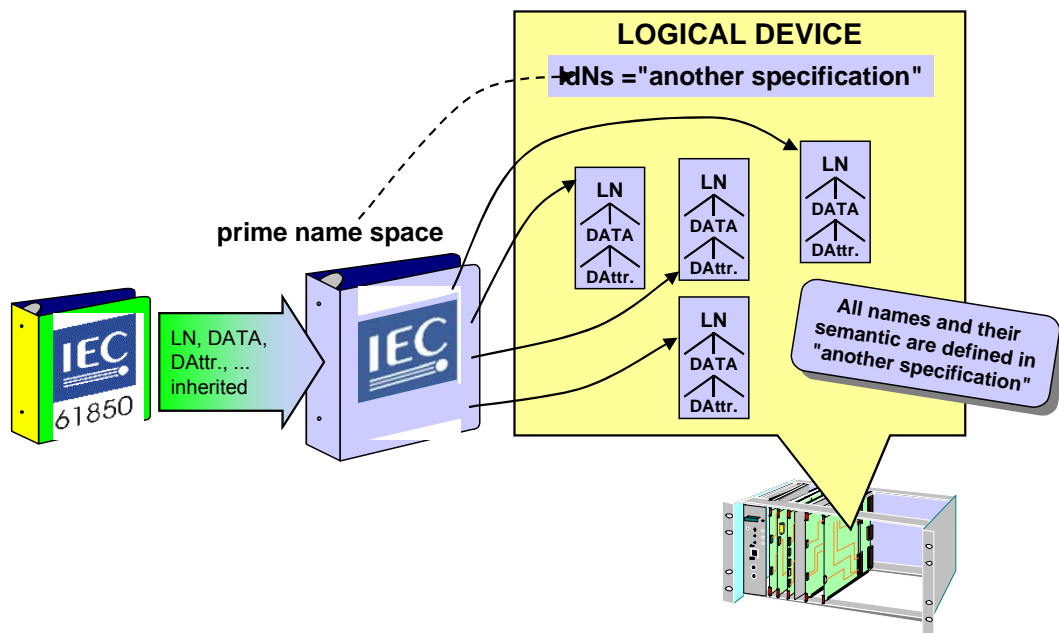 LOGICAL DEVICE
ldNs ="another specification"
LN
DATA
DAttr.
LN
DATA
DAttr.
LN
DATA
DAttr.
LN
DATA
DAttr.
prime name space
IEC
61850
LN, DATA,
DAttr., ...
inherited
IEC
All names and their
semantic are defined in
"another specification"